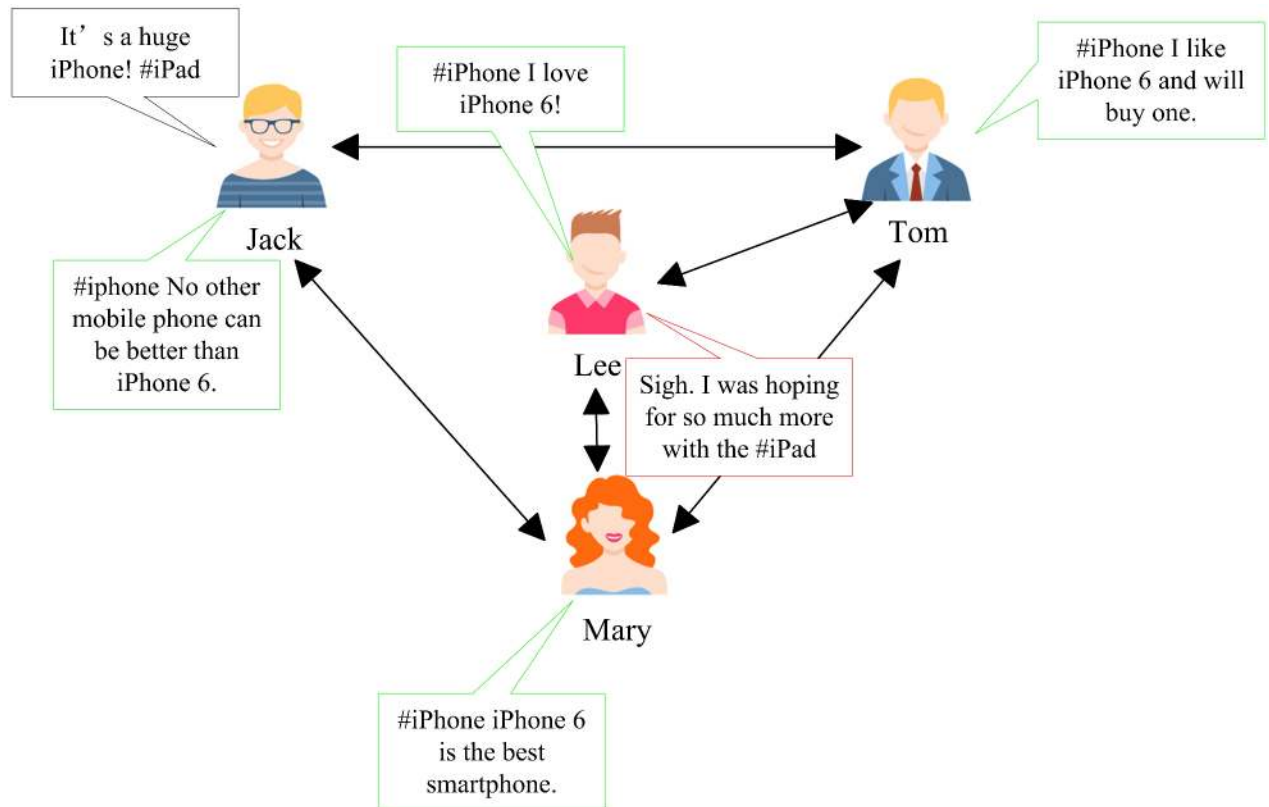 It’s a huge
iPhone! #iPad
#iPhone I love
iPhone 6!
#iPhone I like
iPhone 6 and will
buy one.
Jack
Tom
#iphone No other
mobile phone can
be better than
iPhone 6.
Lee
Sigh. I was hoping
for so much more
with the #iPad
Mary
#iPhone iPhone 6
is the best
smartphone.